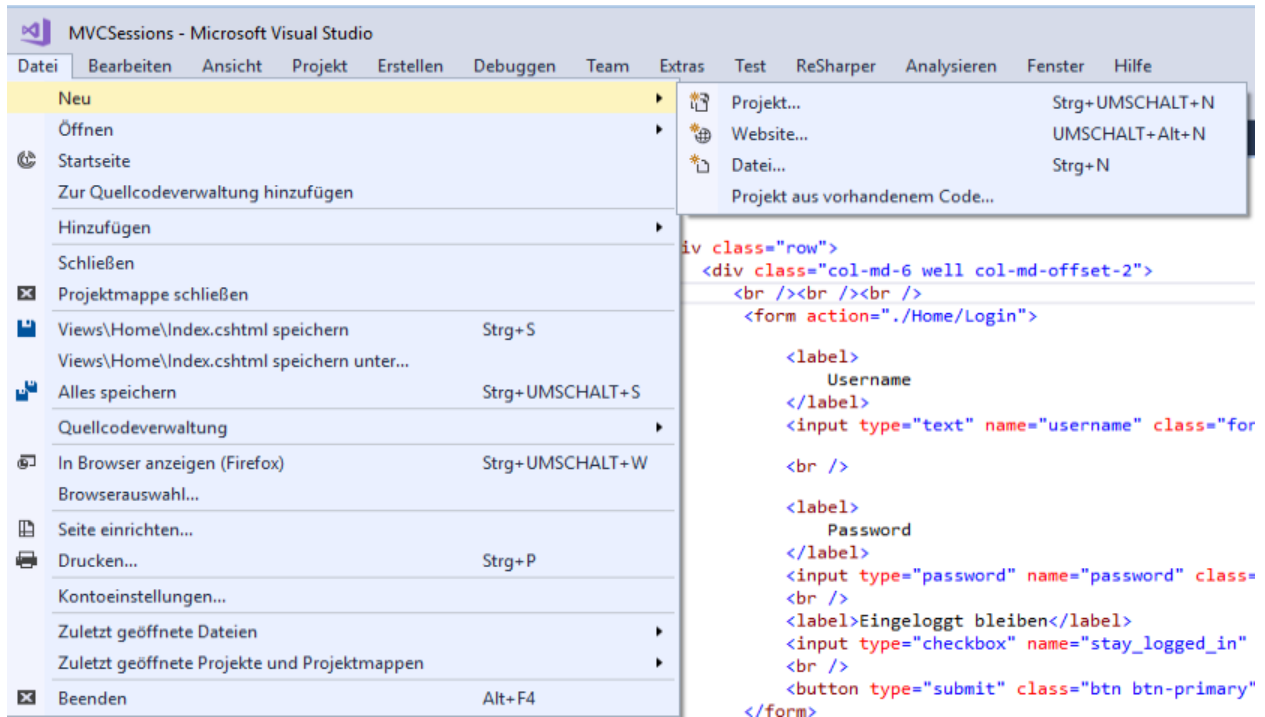 MVCSessions - Microsoft Visual Studio
Datei Bearbeiten Ansicht Projekt Erstellen Debuggen Team Extras Test ReSharper Analysieren Fenster Hilfe
Neu
Öffnen
Startseite
Zur Quellcodeverwaltung hinzufügen
Hinzufügen
Schließen
Projektmappe schließen
Views\Home\Index.cshtml speichern Strg+S
Views\Home\Index.cshtml speichern unter...
Alles speichern Strg+UMSCHALT+S
Quellcodeverwaltung
In Browser anzeigen (Firefox) Strg+UMSCHALT+W
Browserauswahl...
Seite einrichten...
Drucken... Strg+P
Kontoeinstellungen...
Zuletzt geöffnete Dateien
Zuletzt geöffnete Projekte und Projektmappen
Beenden Alt+F4
Projekt... Strg+UMSCHALT+N
Website... UMSCHALT+Alt+N
Datei... Strg+N
Projekt aus vorhandenem Code...
iv class="row">
<div class="col-md-6 well col-md-offset-2">
<br /><br /><br />
<form action="./Home/Login">
<label>
Username
</label>
<input type="text" name="username" class="for
<br />
<label>
Password
</label>
<input type="password" name="password" class=
<br />
<label>Eingeloggt bleiben</label>
<input type="checkbox" name="stay_logged_in"
<br />
<button type="submit" class="btn btn-primary"
</form>